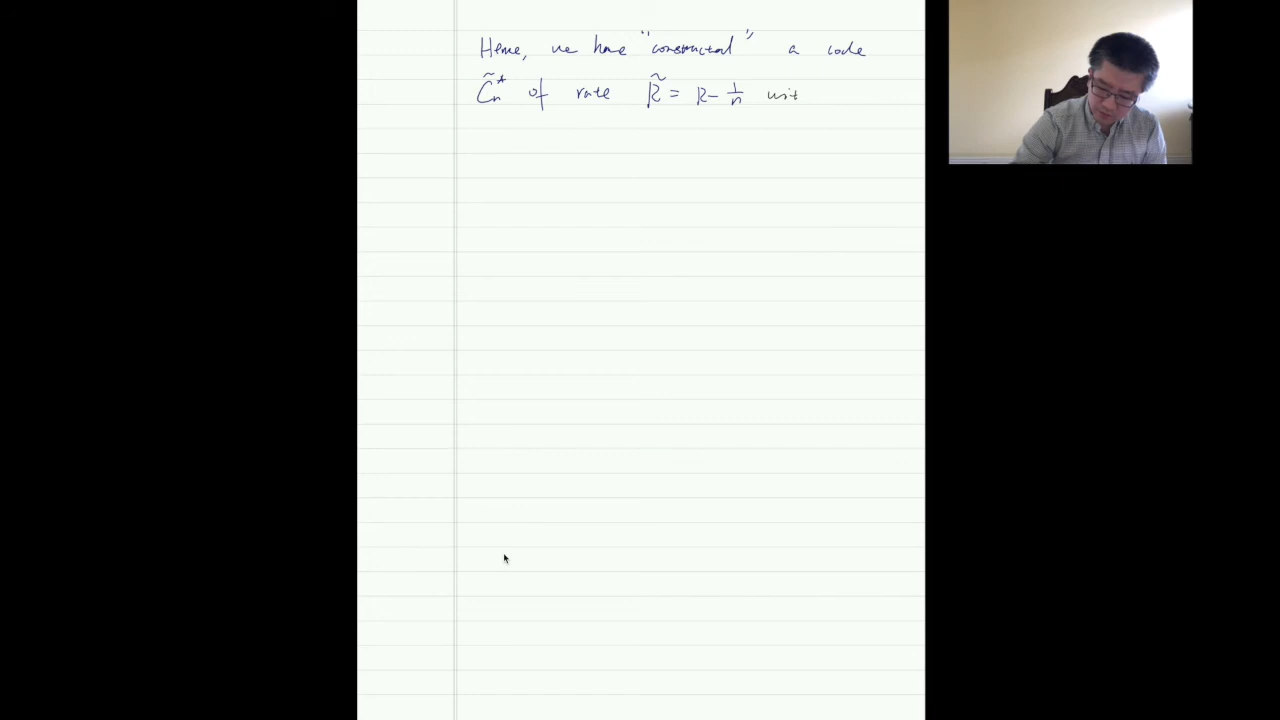 Hence, we have "constructed" a code
C̃ₙ* of rate R̃ = R - 1/n wit